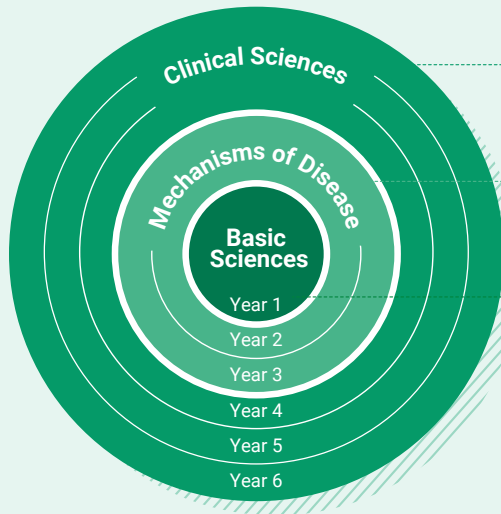 Clinical Sciences
Mechanisms of Disease
Basic
Sciences
Year 1
Year 2
Year 3
Year 4
Year 5
Year 6